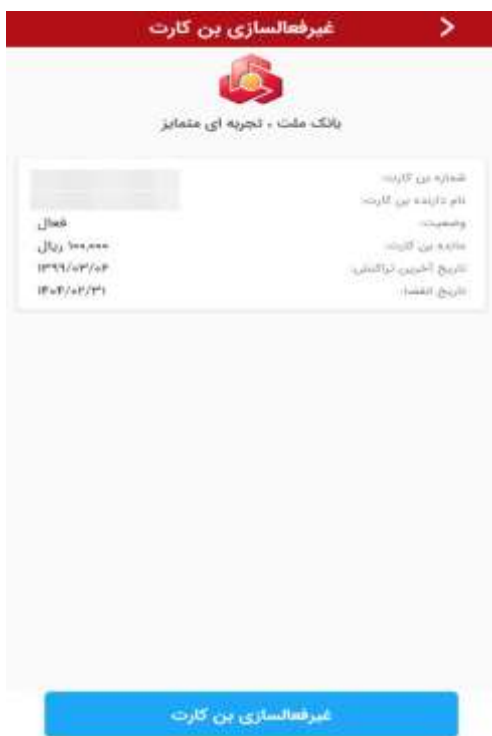 غیرفعالسازی بن کارت
بانک ملت ، تجربه ای متمایز
شماره بن کارت:
نام دارنده بن کارت:
وضعیت: فعال
مانده بن کارت: ۱۰۰,۰۰۰ ریال
تاریخ آخرین تراکنش: ۱۳۹۹/۰۳/۰۴
تاریخ انقضا: ۱۴۰۴/۰۲/۳۱
غیرفعالسازی بن کارت